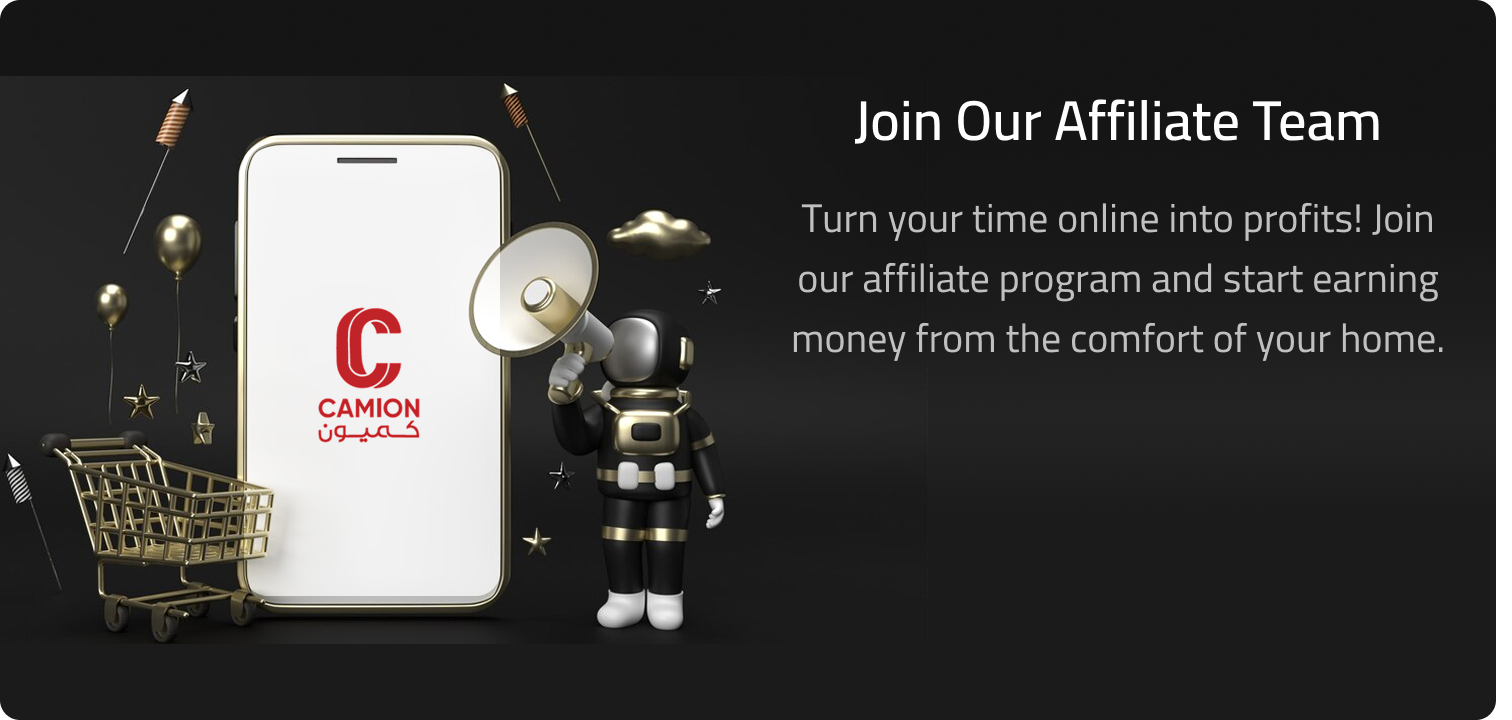 Join Our Affiliate Team
Turn your time online into profits! Join
our affiliate program and start earning
money from the comfort of your home.
CAMION
كميون